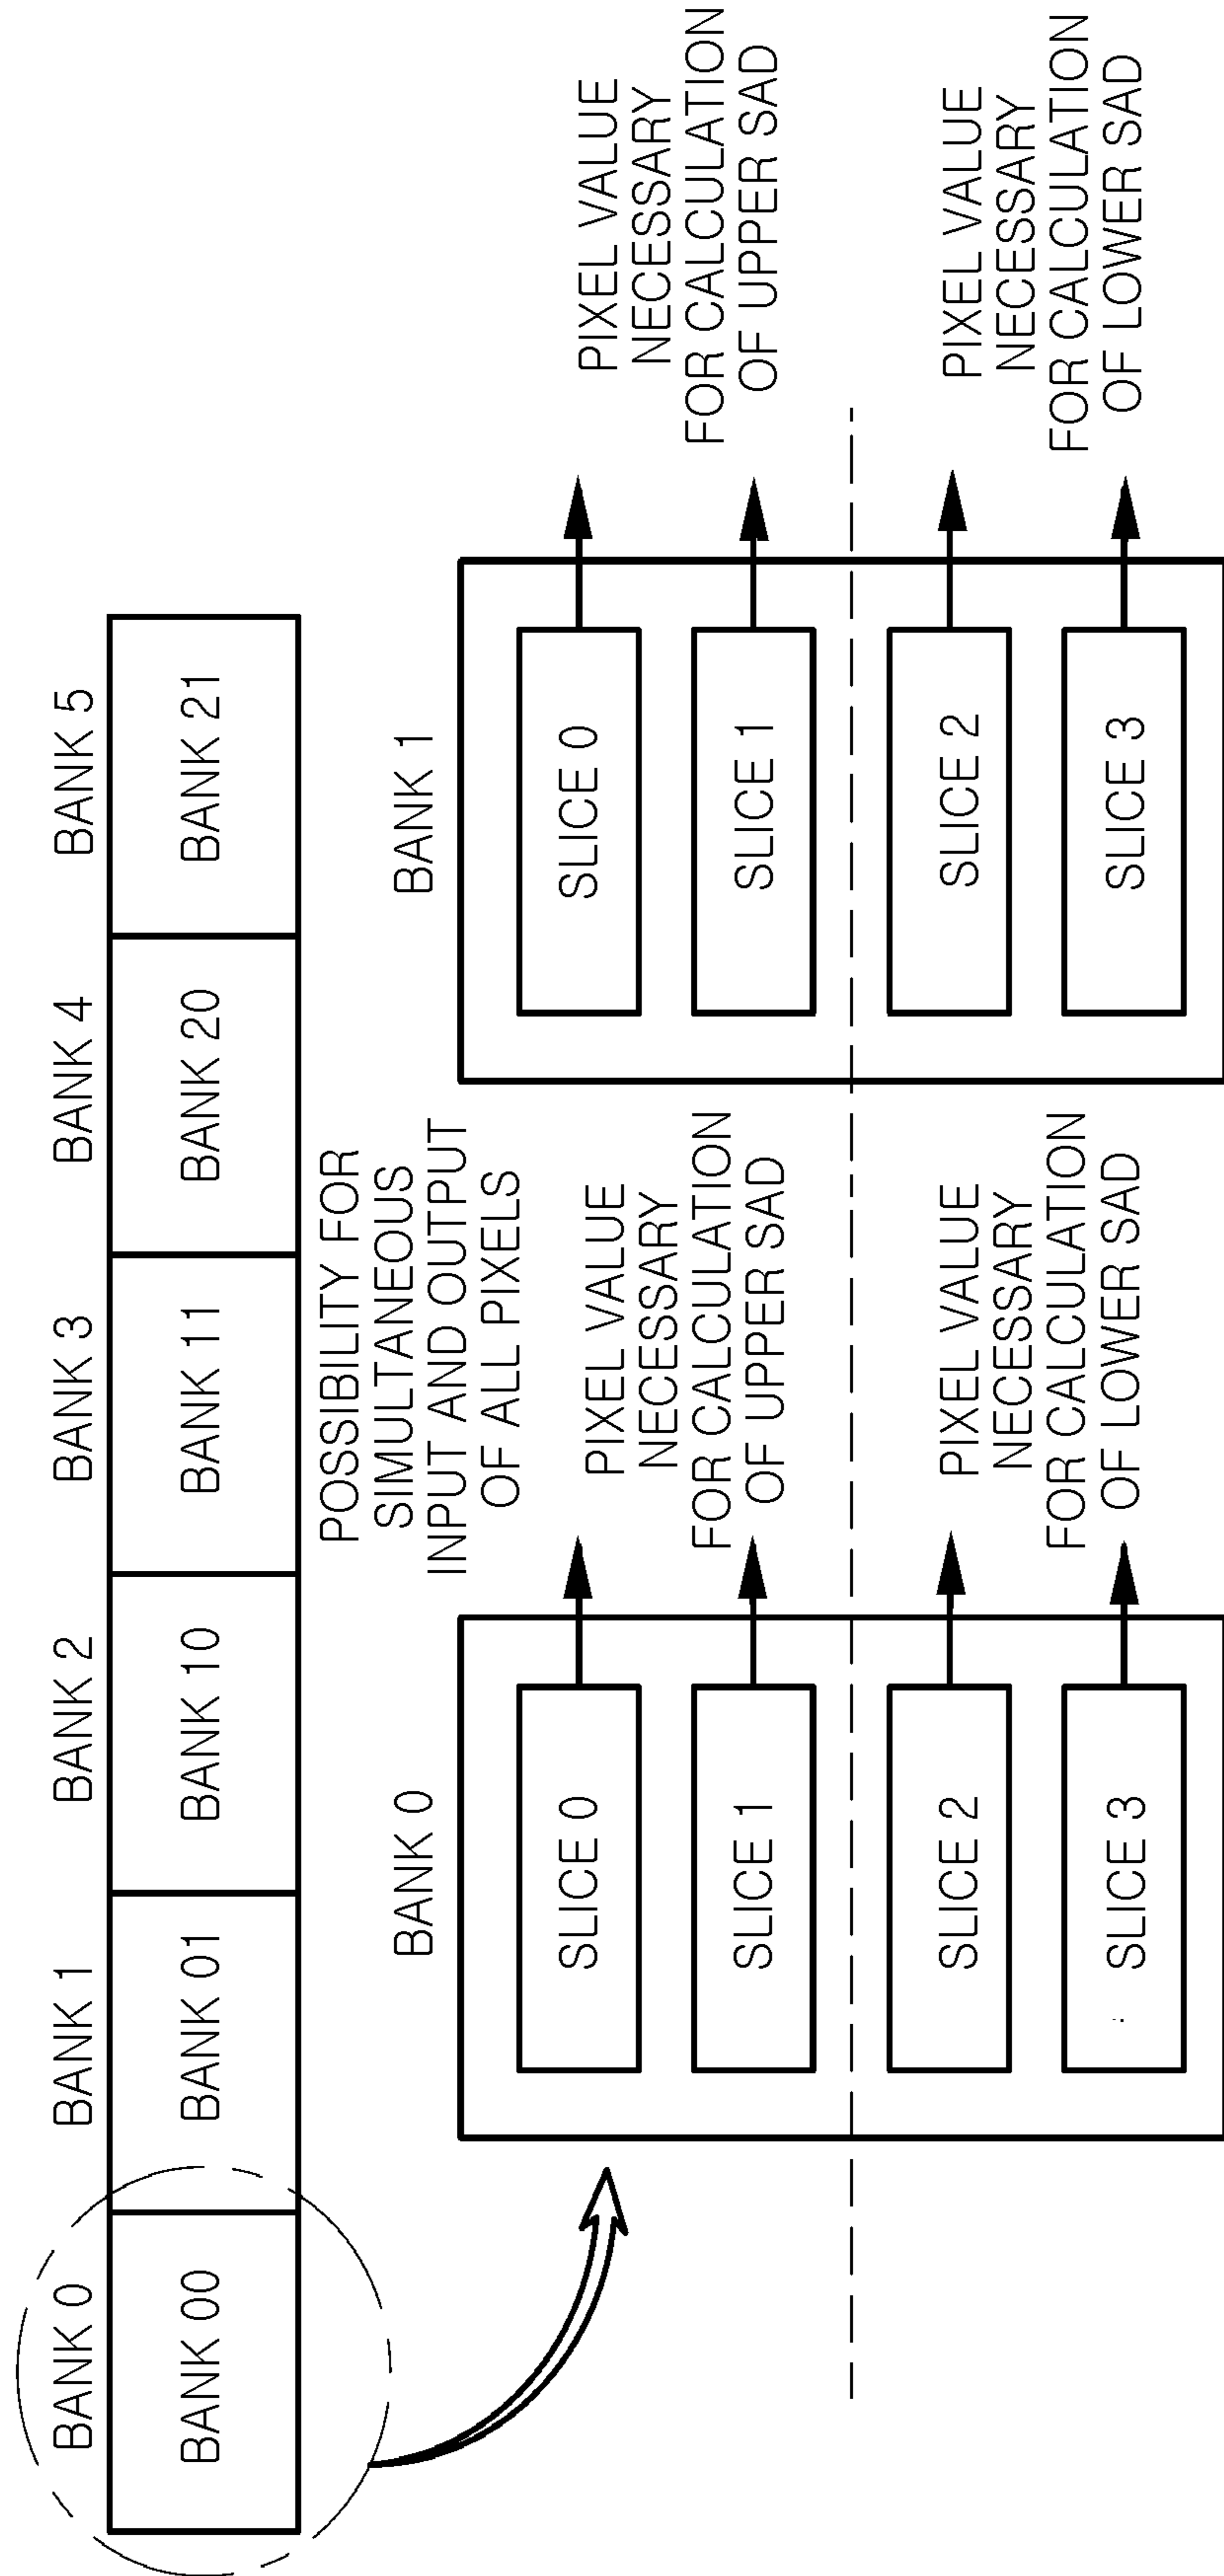 BANK 0
BANK 1
BANK 2
BANK 3
BANK 4
BANK 5
BANK 00
BANK 01
BANK 10
BANK 11
BANK 20
BANK 21
POSSIBILITY FOR
SIMULTANEOUS
INPUT AND OUTPUT
OF ALL PIXELS
BANK 0
SLICE 0
SLICE 1
SLICE 2
SLICE 3
PIXEL VALUE
NECESSARY
FOR CALCULATION
OF UPPER SAD
PIXEL VALUE
NECESSARY
FOR CALCULATION
OF LOWER SAD
BANK 1
SLICE 0
SLICE 1
SLICE 2
SLICE 3
PIXEL VALUE
NECESSARY
FOR CALCULATION
OF UPPER SAD
PIXEL VALUE
NECESSARY
FOR CALCULATION
OF LOWER SAD